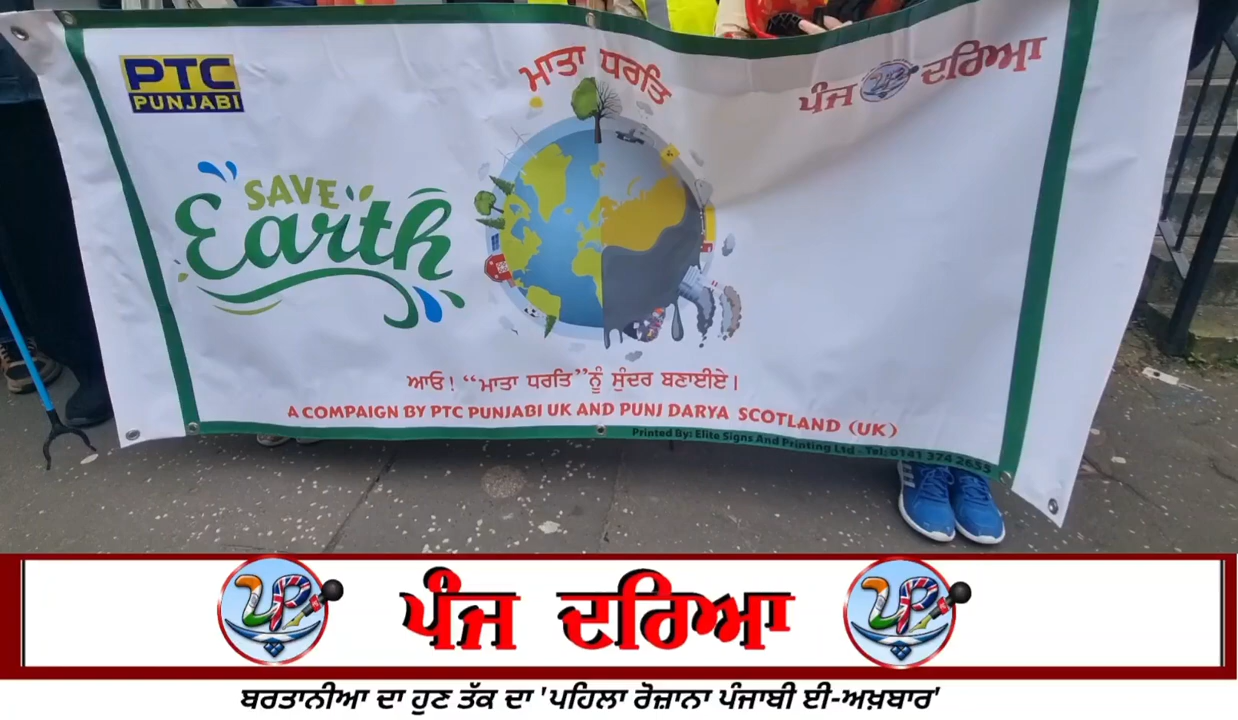 PTC
PUNJABI
ਮਾਤਾ ਧਰਤਿ
ਪੰਜ ਦਰਿਆ
SAVE
Earth
ਆਓ! “ਮਾਤਾ ਧਰਤਿ”ਨੂੰ ਸੁੰਦਰ ਬਣਾਈਏ।
A COMPAIGN BY PTC PUNJABI UK AND PUNJ DARYA SCOTLAND (UK)
Printed By: Elite Signs And Printing Ltd - Tel: 0141 374 2655
ਪੰਜ ਦਰਿਆ
ਬਰਤਾਨੀਆ ਦਾ ਹੁਣ ਤੱਕ ਦਾ 'ਪਹਿਲਾ ਰੋਜ਼ਾਨਾ ਪੰਜਾਬੀ ਈ-ਅਖ਼ਬਾਰ'